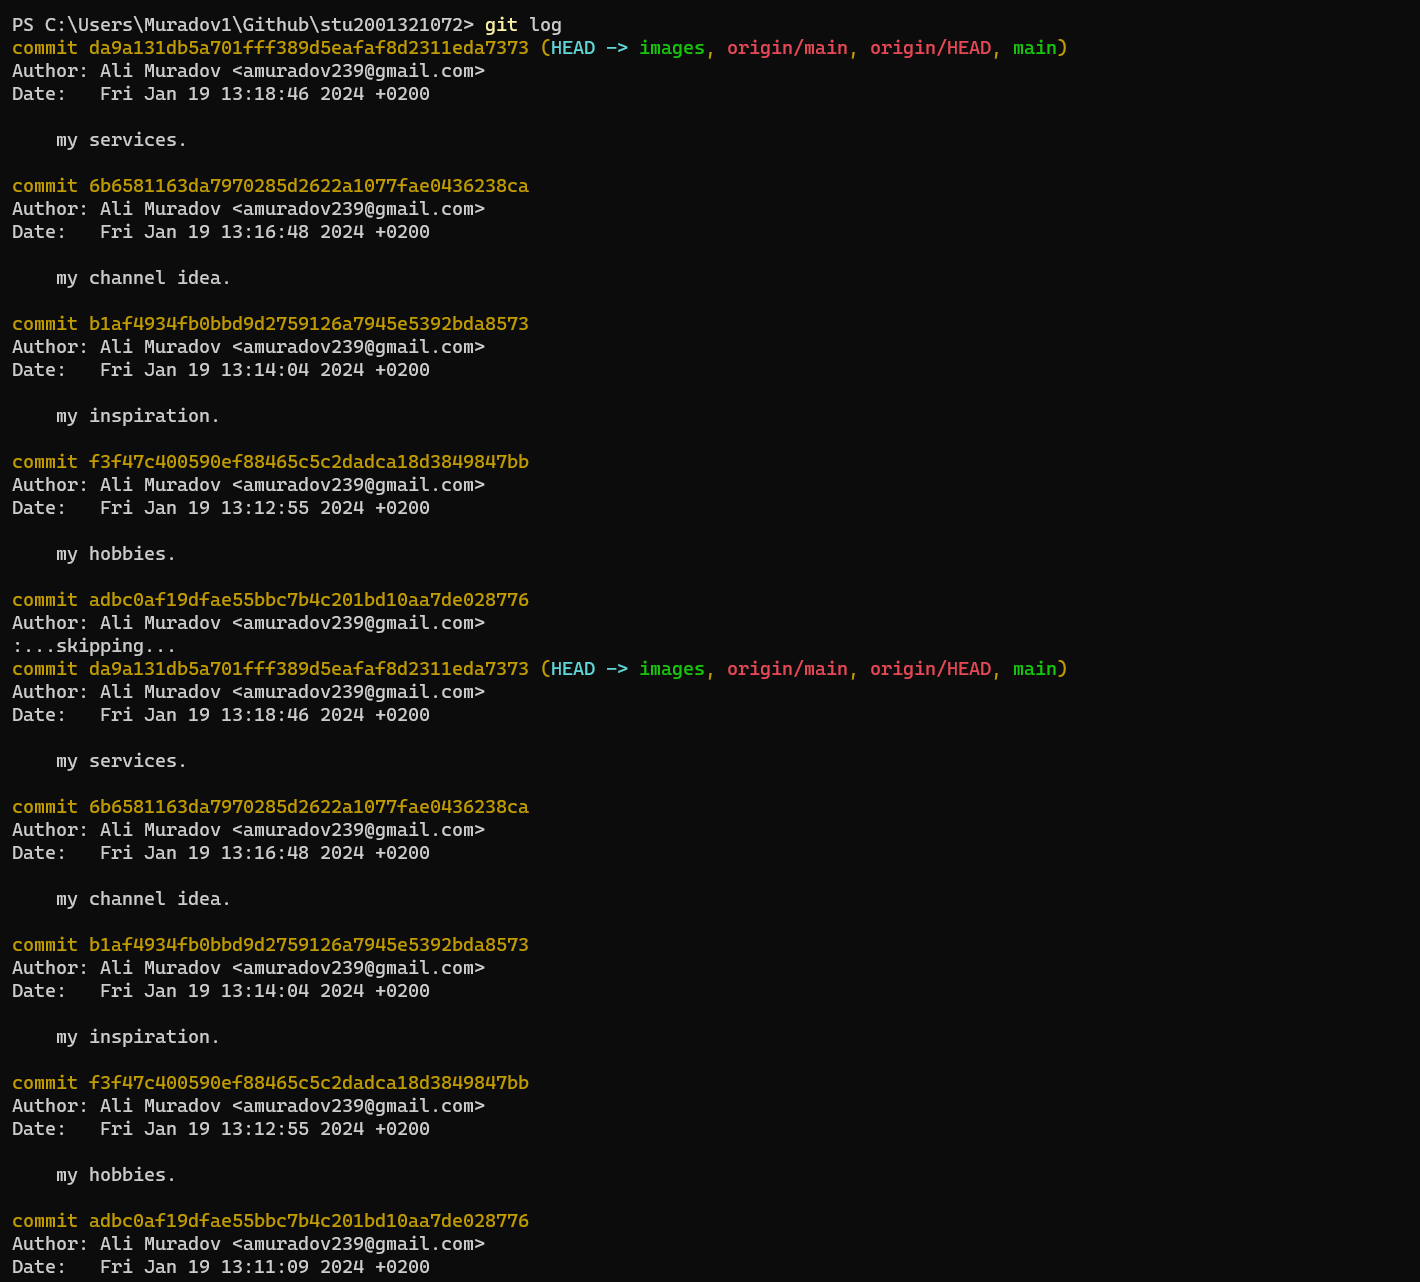 PS C:\Users\Muradov1\Github\stu2001321072> git log
commit da9a131db5a701fff389d5eafaf8d2311eda7373 (HEAD -> images, origin/main, origin/HEAD, main)
Author: Ali Muradov <amuradov239@gmail.com>
Date:   Fri Jan 19 13:18:46 2024 +0200
    my services.
commit 6b6581163da7970285d2622a1077fae0436238ca
Author: Ali Muradov <amuradov239@gmail.com>
Date:   Fri Jan 19 13:16:48 2024 +0200
    my channel idea.
commit b1af4934fb0bbd9d2759126a7945e5392bda8573
Author: Ali Muradov <amuradov239@gmail.com>
Date:   Fri Jan 19 13:14:04 2024 +0200
    my inspiration.
commit f3f47c400590ef88465c5c2dadca18d3849847bb
Author: Ali Muradov <amuradov239@gmail.com>
Date:   Fri Jan 19 13:12:55 2024 +0200
    my hobbies.
commit adbc0af19dfae55bbc7b4c201bd10aa7de028776
Author: Ali Muradov <amuradov239@gmail.com>
:...skipping...
commit da9a131db5a701fff389d5eafaf8d2311eda7373 (HEAD -> images, origin/main, origin/HEAD, main)
Author: Ali Muradov <amuradov239@gmail.com>
Date:   Fri Jan 19 13:18:46 2024 +0200
    my services.
commit 6b6581163da7970285d2622a1077fae0436238ca
Author: Ali Muradov <amuradov239@gmail.com>
Date:   Fri Jan 19 13:16:48 2024 +0200
    my channel idea.
commit b1af4934fb0bbd9d2759126a7945e5392bda8573
Author: Ali Muradov <amuradov239@gmail.com>
Date:   Fri Jan 19 13:14:04 2024 +0200
    my inspiration.
commit f3f47c400590ef88465c5c2dadca18d3849847bb
Author: Ali Muradov <amuradov239@gmail.com>
Date:   Fri Jan 19 13:12:55 2024 +0200
    my hobbies.
commit adbc0af19dfae55bbc7b4c201bd10aa7de028776
Author: Ali Muradov <amuradov239@gmail.com>
Date:   Fri Jan 19 13:11:09 2024 +0200